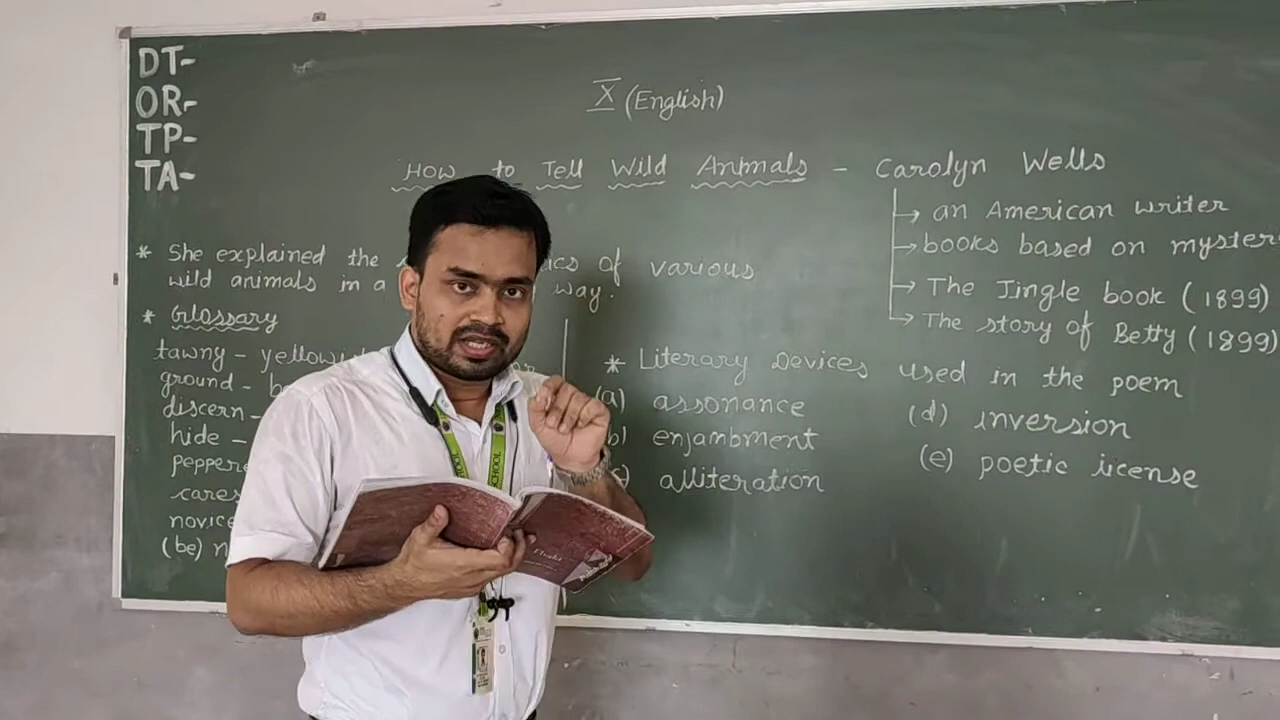 DT-
OR-
TP-
TA-
X (English)
How to Tell Wild Animals - Carolyn Wells
→ an American writer
→ books based on myster
→ The Jingle book (1899)
→ The story of Betty (1899)
* She explained the ics of various
wild animals in a way.
* Glossary
tawny - yellowi
ground - b
discern -
hide -
pepper
cares
novice
(be) n
* Literary Devices used in the poem
(a) assonance
b) enjambment
c) alliteration
(d) inversion
(e) poetic license
CHOOL